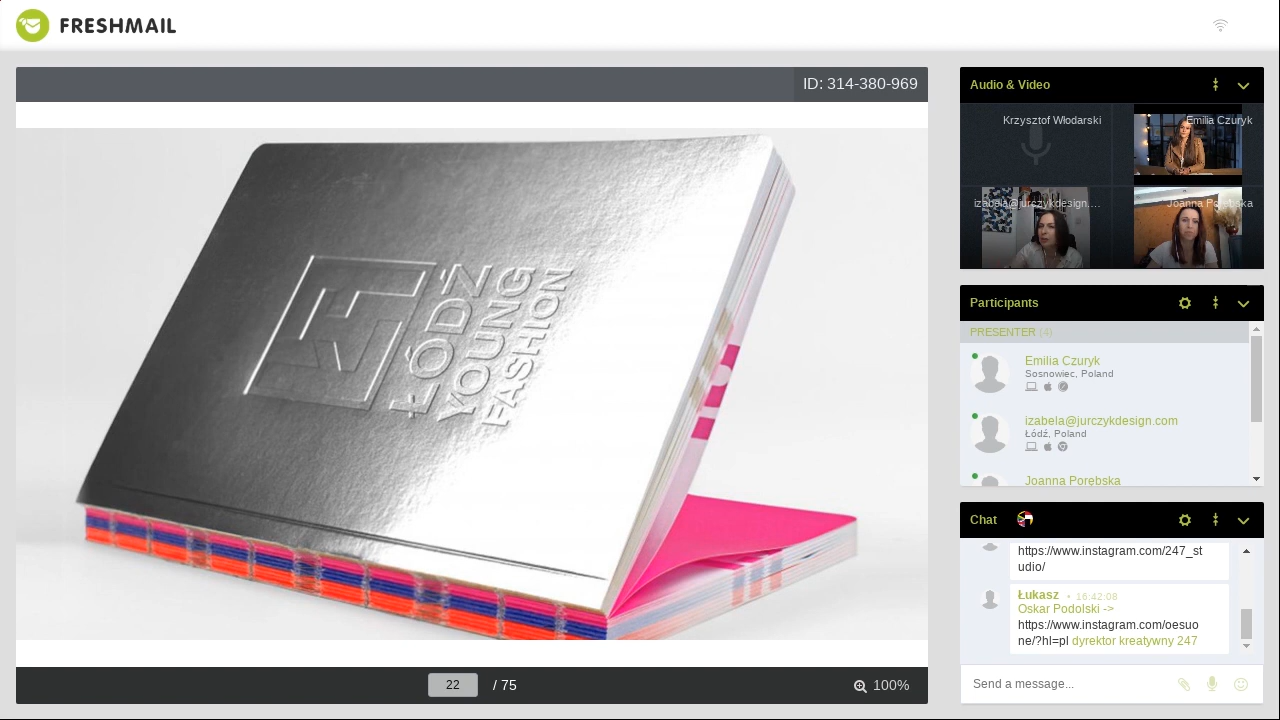 FRESHMAIL
ID: 314-380-969
ŁÓDŹ
YOUNG
FASHION
22 / 75
100%
Audio & Video
Krzysztof Włodarski
Emilia Czuryk
izabela@jurczykdesign....
Joanna Porębska
Participants
PRESENTER (4)
Emilia Czuryk
Sosnowiec, Poland
izabela@jurczykdesign.com
Łódź, Poland
Joanna Porębska
Chat
https://www.instagram.com/247_st
udio/
Łukasz • 16:42:08
Oskar Podolski ->
https://www.instagram.com/oesuo
ne/?hl=pl dyrektor kreatywny 247
Send a message...